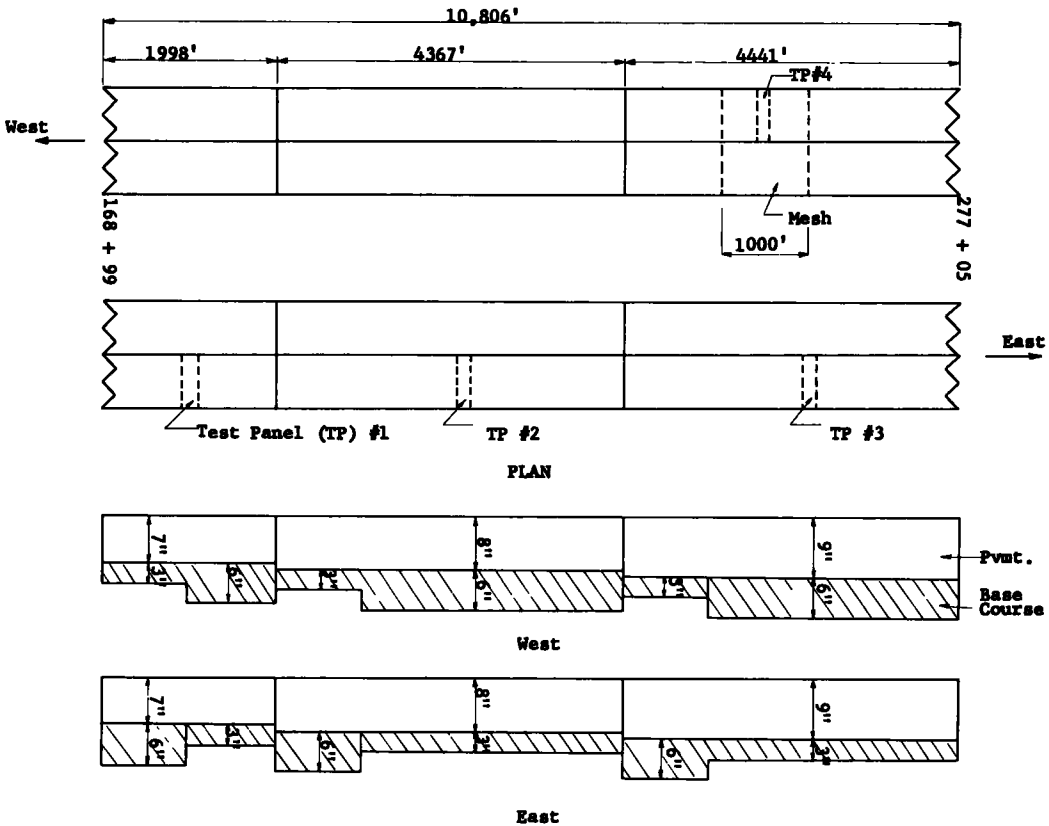 10,806'
1998' 4367' 4441'
TP#4
West
Mesh
168 + 99
277 + 05
1000'
East
Test Panel (TP) #1 TP #2 TP #3
PLAN
7" 8" 9"
Pvmt.
3" 6" 3" 6" 6"
Base
Course
West
7" 8" 9"
6" 3" 6" 3" 6" 3"
East